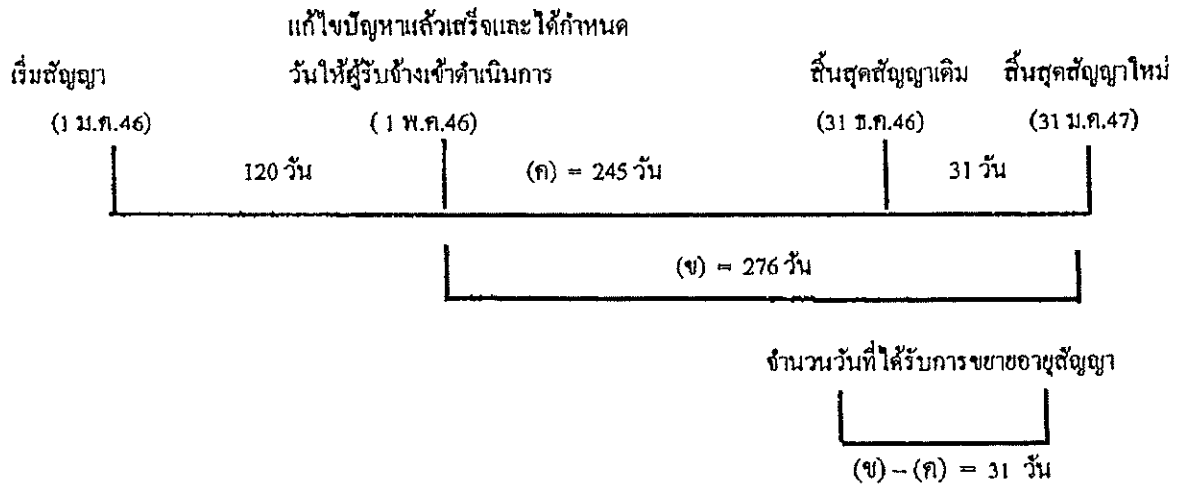 แก้ไขปัญหาแล้วเสร็จและได้กำหนด
เริ่มสัญญา วันให้ผู้รับจ้างเข้าดำเนินการ สิ้นสุดสัญญาเดิม สิ้นสุดสัญญาใหม่
(1 ม.ค.46) ( 1 พ.ค.46) (31 ธ.ค.46) (31 ม.ค.47)
120 วัน (ค) = 245 วัน 31 วัน
(ข) = 276 วัน
จำนวนวันที่ได้รับการขยายอายุสัญญา
(ข) – (ค) = 31 วัน